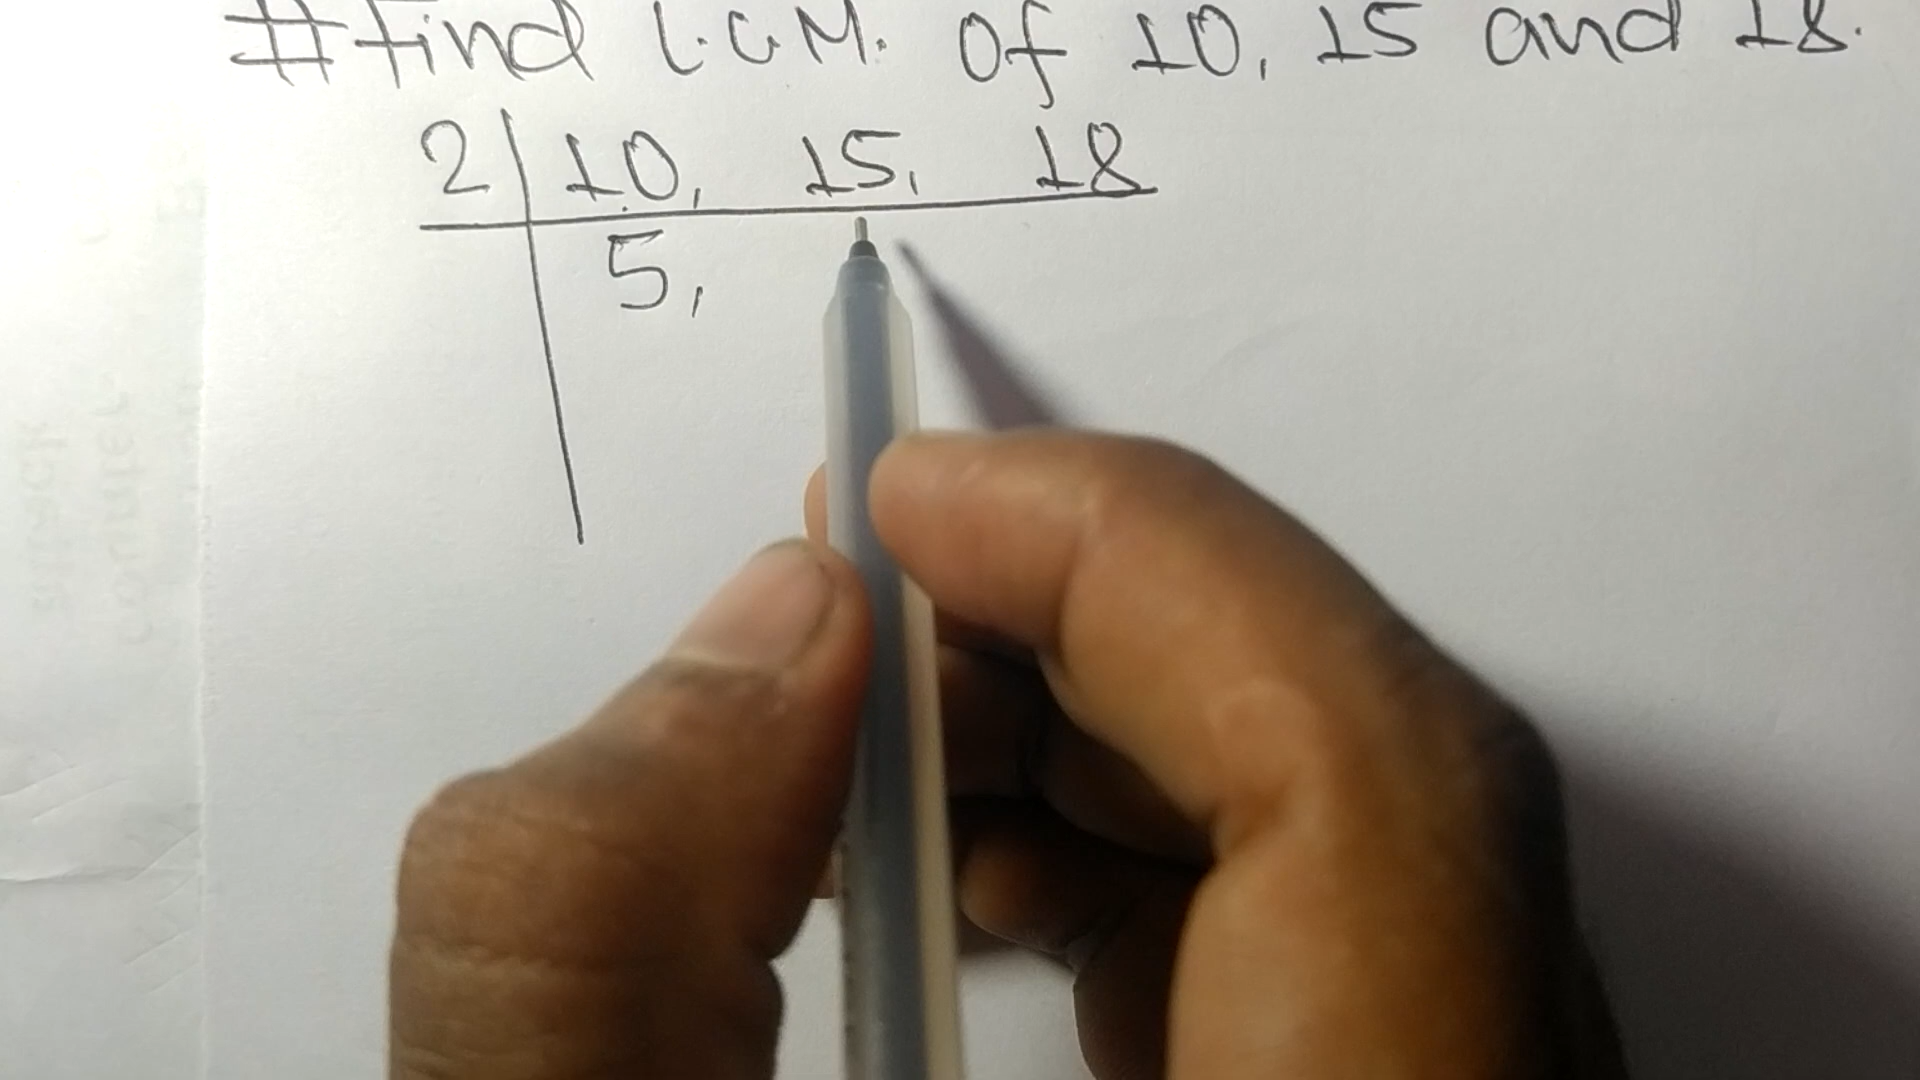 #Find L.C.M. of 10, 15 and 18.
2 | 10, 15, 18
5,